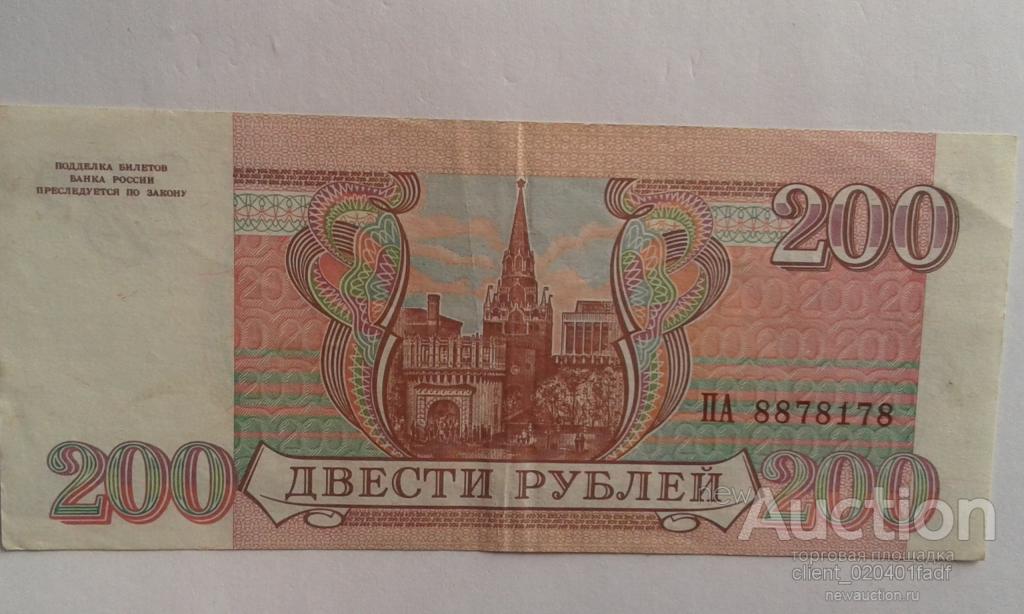 ПОДДЕЛКА БИЛЕТОВ
БАНКА РОССИИ
ПРЕСЛЕДУЕТСЯ ПО ЗАКОНУ
200
ПА 8878178
200
ДВЕСТИ РУБЛЕЙ
200
newAuction
торговая площадка
client_020401fadf
newauction.ru